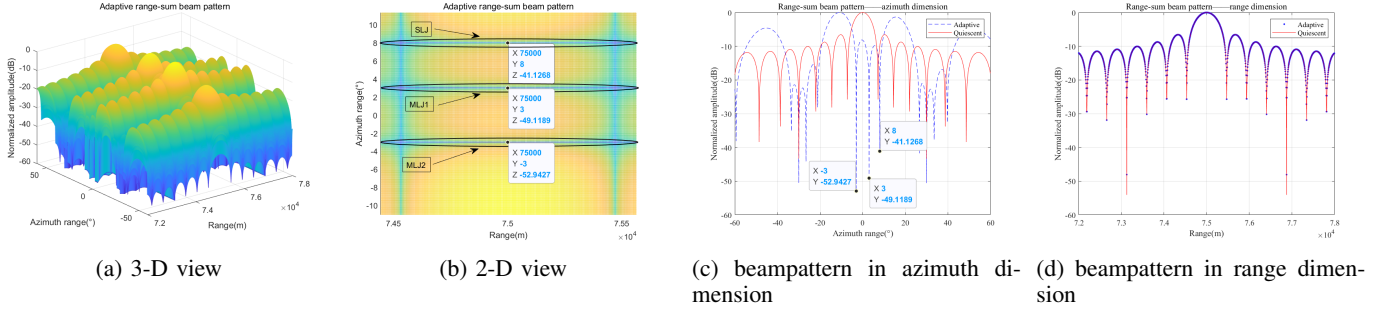 Adaptive range-sum beam pattern
Normalized amplitude(dB)
0
-10
-20
-30
-40
-50
-60
50
0
-50
Azimuth range(°)
7.2
7.4
7.6
7.8
×10⁴
Range(m)
(a) 3-D view
Adaptive range-sum beam pattern
Azimuth range(°)
10
8
6
4
2
0
-2
-4
-6
-8
-10
SLJ
X 75000
Y 8
Z -41.1268
MLJ1
X 75000
Y 3
Z -49.1189
MLJ2
X 75000
Y -3
Z -52.9427
7.45
7.5
7.55
Range(m)
×10⁴
(b) 2-D view
Range-sum beam pattern——azimuth dimension
Normalized amplitude(dB)
0
-10
-20
-30
-40
-50
-60
Adaptive
Quiescent
X 8
Y -41.1268
X -3
Y -52.9427
X 3
Y -49.1189
-60
-40
-20
0
20
40
60
Azimuth range(°)
(c) beampattern in azimuth di-
mension
Range-sum beam pattern——range dimension
Normalized amplitude(dB)
0
-10
-20
-30
-40
-50
-60
Adaptive
Quiescent
7.2
7.3
7.4
7.5
7.6
7.7
7.8
Range(m)
×10⁴
(d) beampattern in range dimen-
sion